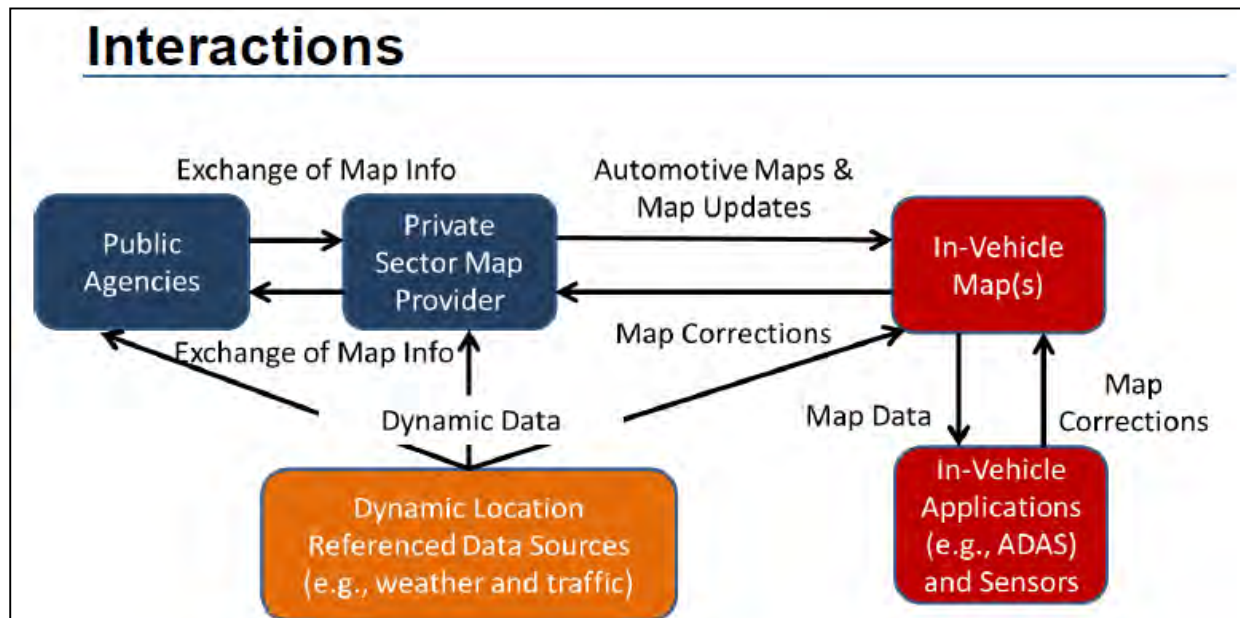 Interactions
Exchange of Map Info
Automotive Maps &
Map Updates
Public
Agencies
Private
Sector Map
Provider
In-Vehicle
Map(s)
Exchange of Map Info
Map Corrections
Dynamic Data
Map Data
Map
Corrections
Dynamic Location
Referenced Data Sources
(e.g., weather and traffic)
In-Vehicle
Applications
(e.g., ADAS)
and Sensors